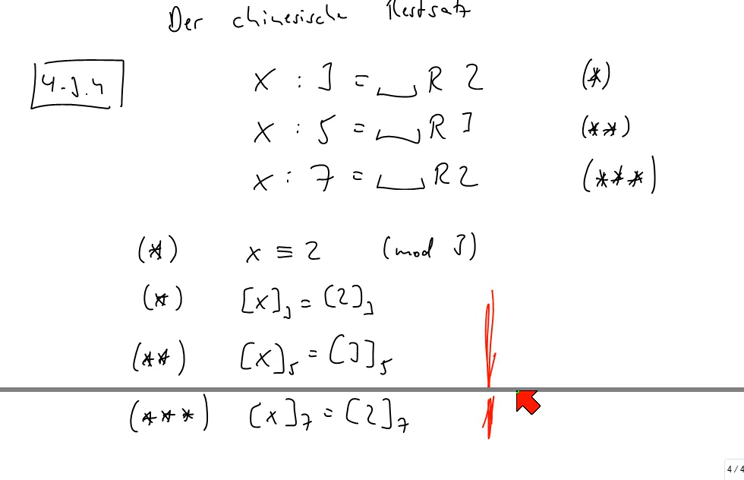 Der chinesische Restsatz
4.3.4
x : 3 = ⎵ R 2 (*)
x : 5 = ⎵ R 3 (**)
x : 7 = ⎵ R 2 (***)
(*) x ≡ 2 (mod 3)
(*) [x]₃ = [2]₃
(**) [x]₅ = [3]₅
(***) [x]₇ = [2]₇
4 / 4